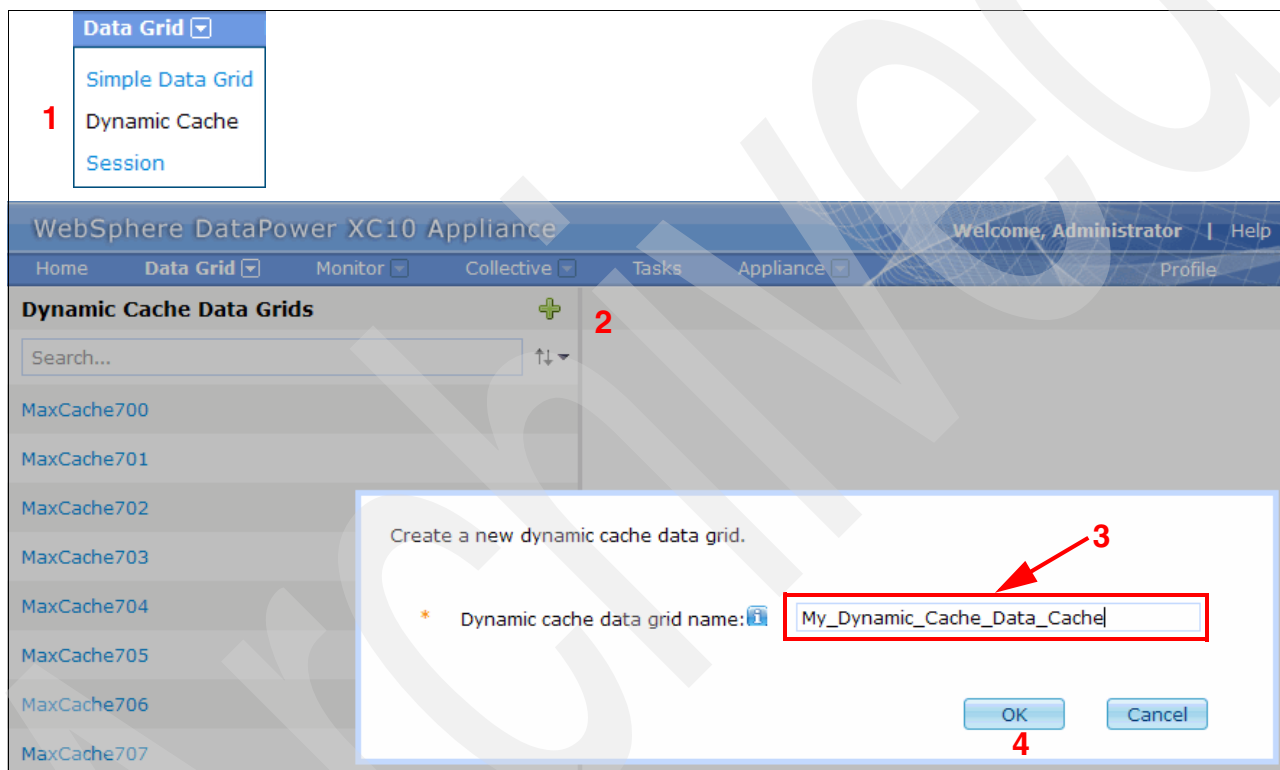 Data Grid
Simple Data Grid
1 Dynamic Cache
Session
WebSphere DataPower XC10 Appliance Welcome, Administrator | Help
Home Data Grid Monitor Collective Tasks Appliance Profile
Dynamic Cache Data Grids 2
Search...
MaxCache700
MaxCache701
MaxCache702
Create a new dynamic cache data grid. 3
MaxCache703
MaxCache704
* Dynamic cache data grid name: My_Dynamic_Cache_Data_Cache
MaxCache705
MaxCache706
OK Cancel
4
MaxCache707
Archived